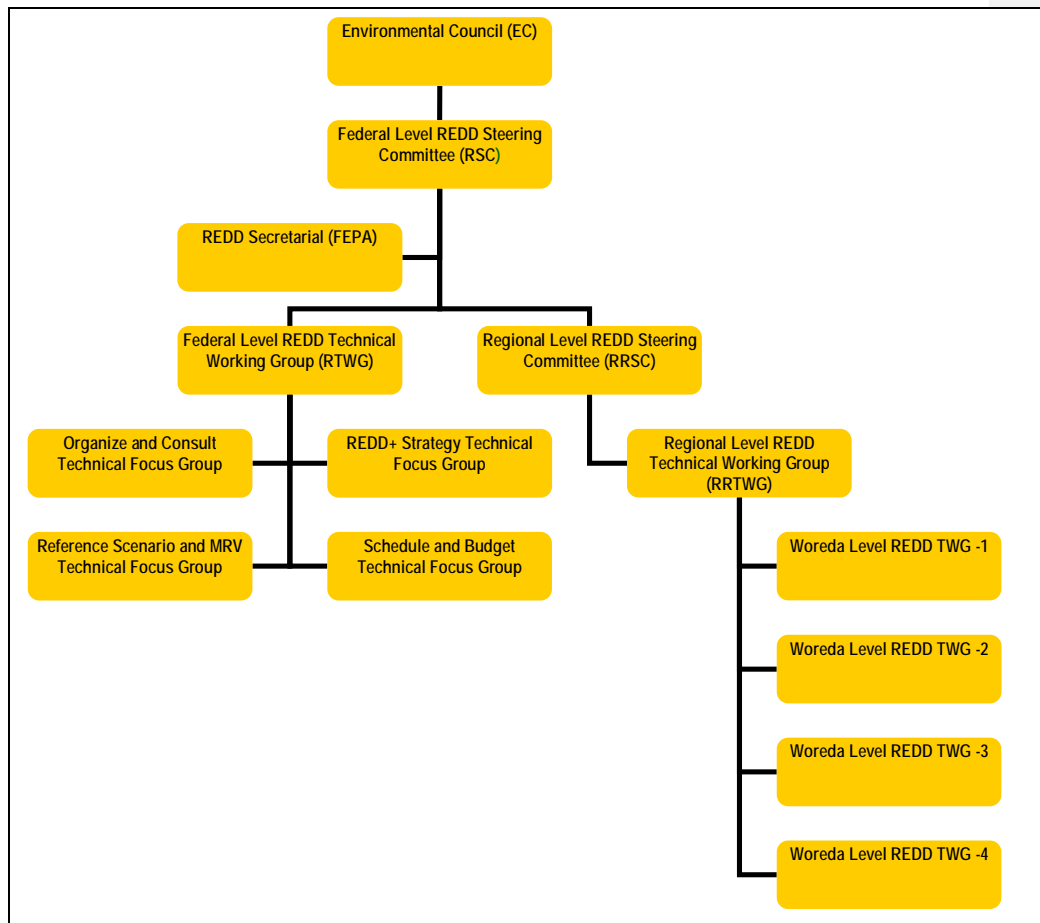 Environmental Council (EC)
Federal Level REDD Steering
Committee (RSC)
REDD Secretarial (FEPA)
Federal Level REDD Technical
Working Group (RTWG)
Regional Level REDD Steering
Committee (RRSC)
Organize and Consult
Technical Focus Group
REDD+ Strategy Technical
Focus Group
Regional Level REDD
Technical Working Group
(RRTWG)
Reference Scenario and MRV
Technical Focus Group
Schedule and Budget
Technical Focus Group
Woreda Level REDD TWG -1
Woreda Level REDD TWG -2
Woreda Level REDD TWG -3
Woreda Level REDD TWG -4